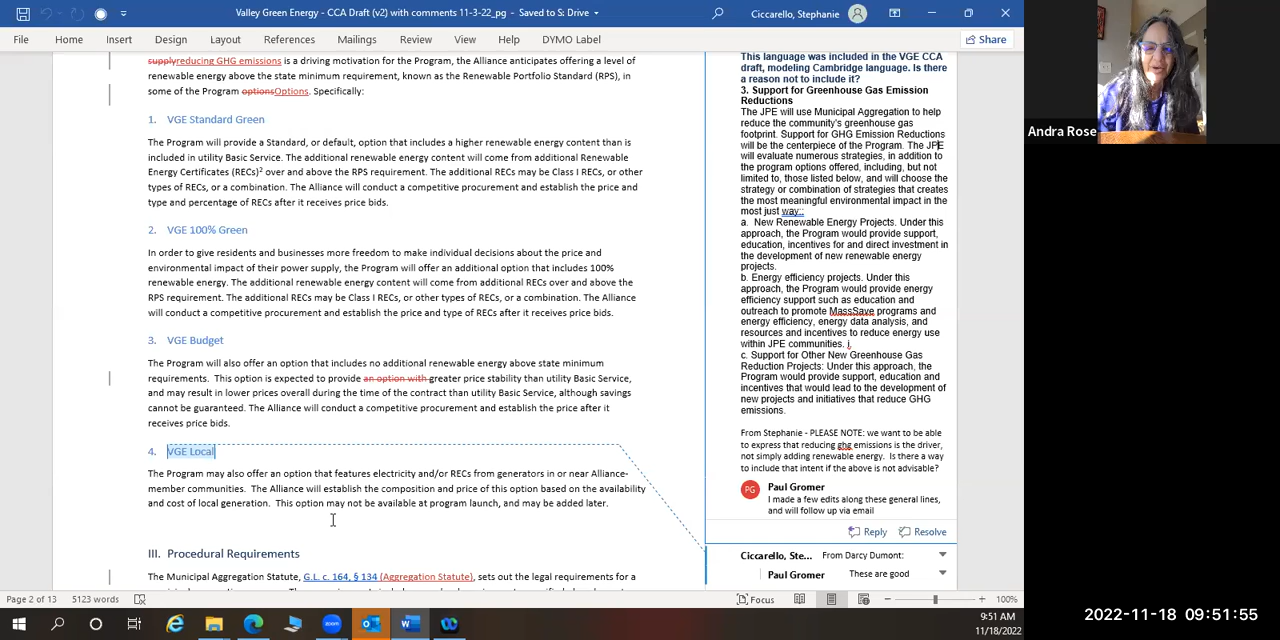 Valley Green Energy - CCA Draft (v2) with comments 11-3-22_pg - Saved to S: Drive
Ciccarello, Stephanie
File Home Insert Design Layout References Mailings Review View Help DYMO Label Share
supplyreducing GHG emissions is a driving motivation for the Program, the Alliance anticipates offering a level of
renewable energy above the state minimum requirement, known as the Renewable Portfolio Standard (RPS), in
some of the Program optionsOptions. Specifically:
1. VGE Standard Green
The Program will provide a Standard, or default, option that includes a higher renewable energy content than is
included in utility Basic Service. The additional renewable energy content will come from additional Renewable
Energy Certificates (RECs)2 over and above the RPS requirement. The additional RECs may be Class I RECs, or other
types of RECs, or a combination. The Alliance will conduct a competitive procurement and establish the price and
type and percentage of RECs after it receives price bids.
2. VGE 100% Green
In order to give residents and businesses more freedom to make individual decisions about the price and
environmental impact of their power supply, the Program will offer an additional option that includes 100%
renewable energy. The additional renewable energy content will come from additional RECs over and above the
RPS requirement. The additional RECs may be Class I RECs, or other types of RECs, or a combination. The Alliance
will conduct a competitive procurement and establish the price and type of RECs after it receives price bids.
3. VGE Budget
The Program will also offer an option that includes no additional renewable energy above state minimum
requirements. This option is expected to provide an option with greater price stability than utility Basic Service,
and may result in lower prices overall during the time of the contract than utility Basic Service, although savings
cannot be guaranteed. The Alliance will conduct a competitive procurement and establish the price after it
receives price bids.
4. VGE Local
The Program may also offer an option that features electricity and/or RECs from generators in or near Alliance-
member communities. The Alliance will establish the composition and price of this option based on the availability
and cost of local generation. This option may not be available at program launch, and may be added later.
III. Procedural Requirements
The Municipal Aggregation Statute, G.L. c. 164, § 134 (Aggregation Statute), sets out the legal requirements for a
This language was included in the VGE CCA
draft, modeling Cambridge language. Is there
a reason not to include it?
3. Support for Greenhouse Gas Emission
Reductions
The JPE will use Municipal Aggregation to help
reduce the community's greenhouse gas
footprint. Support for GHG Emission Reductions
will be the centerpiece of the Program. The JPE
will evaluate numerous strategies, in addition to
the program options offered, including, but not
limited to, those listed below, and will choose the
strategy or combination of strategies that creates
the most meaningful environmental impact in the
most just way::
a. New Renewable Energy Projects. Under this
approach, the Program would provide support,
education, incentives for and direct investment in
the development of new renewable energy
projects.
b. Energy efficiency projects. Under this
approach, the Program would provide energy
efficiency support such as education and
outreach to promote MassSave programs and
energy efficiency, energy data analysis, and
resources and incentives to reduce energy use
within JPE communities. i.
c. Support for Other New Greenhouse Gas
Reduction Projects: Under this approach, the
Program would provide support, education and
incentives that would lead to the development of
new projects and initiatives that reduce GHG
emissions.
From Stephanie - PLEASE NOTE: we want to be able
to express that reducing ghg emissions is the driver,
not simply adding renewable energy. Is there a way
to include that intent if the above is not advisable?
PG Paul Gromer
I made a few edits along these general lines,
and will follow up via email
Reply Resolve
Ciccarello, Ste... From Darcy Dumont:
Paul Gromer These are good
Page 2 of 13 5123 words Focus 100%
9:51 AM
11/18/2022
Andra Rose
2022-11-18 09:51:55